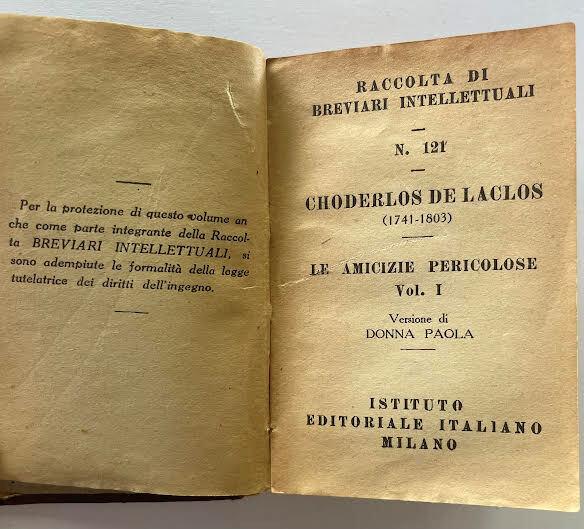 Per la protezione di questo volume an
che come parte integrante della Raccol-
ta BREVIARI INTELLETTUALI, si
sono adempiute le formalità della legge
tutelatrice dei diritti dell'ingegno.
RACCOLTA DI
BREVIARI INTELLETTUALI
N. 121
CHODERLOS DE LACLOS
(1741-1803)
LE AMICIZIE PERICOLOSE
Vol. I
Versione di
DONNA PAOLA
ISTITUTO
EDITORIALE ITALIANO
MILANO